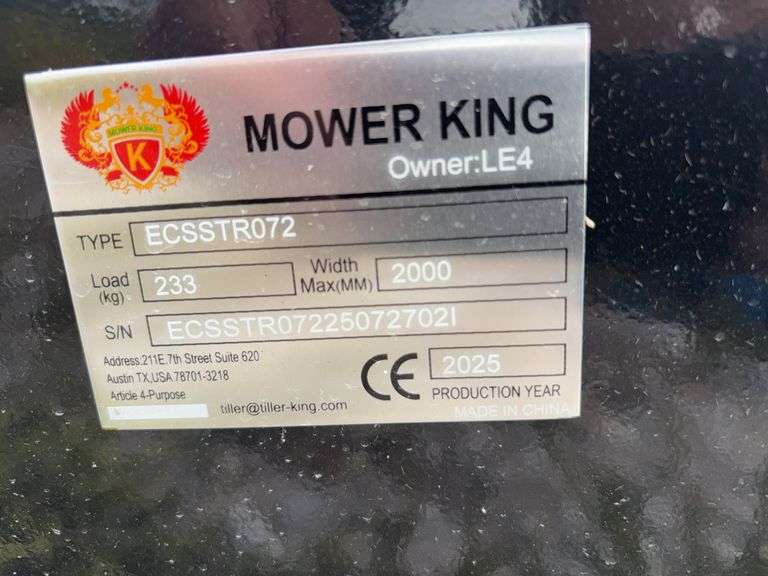 MOWER KING
K
MOWER KiNG
Owner:LE4
TYPE ECSSTR072
Load (kg) 233 Width Max(MM) 2000
S/N ECSSTR07225072702I
Address:211E.7th Street Suite 620
Austin TX,USA 78701-3218
Article 4-Purpose
tiller@tiller-king.com
CE 2025
PRODUCTION YEAR
MADE IN CHINA